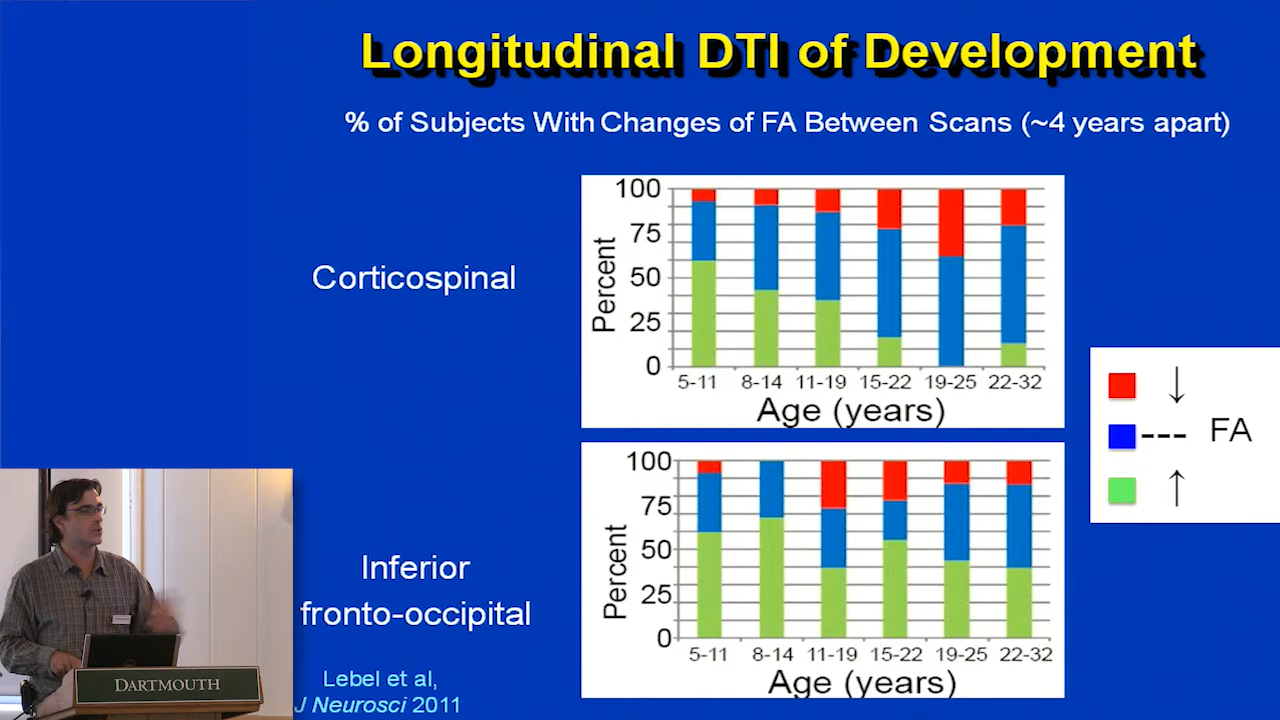 Longitudinal DTI of Development
% of Subjects With Changes of FA Between Scans (~4 years apart)
Corticospinal
Percent
100
75
50
25
0
5-11 8-14 11-19 15-22 19-25 22-32
Age (years)
↓
--- FA
↑
Inferior
fronto-occipital
Percent
100
75
50
25
0
5-11 8-14 11-19 15-22 19-25 22-32
Age (years)
Lebel et al,
J Neurosci 2011
DARTMOUTH